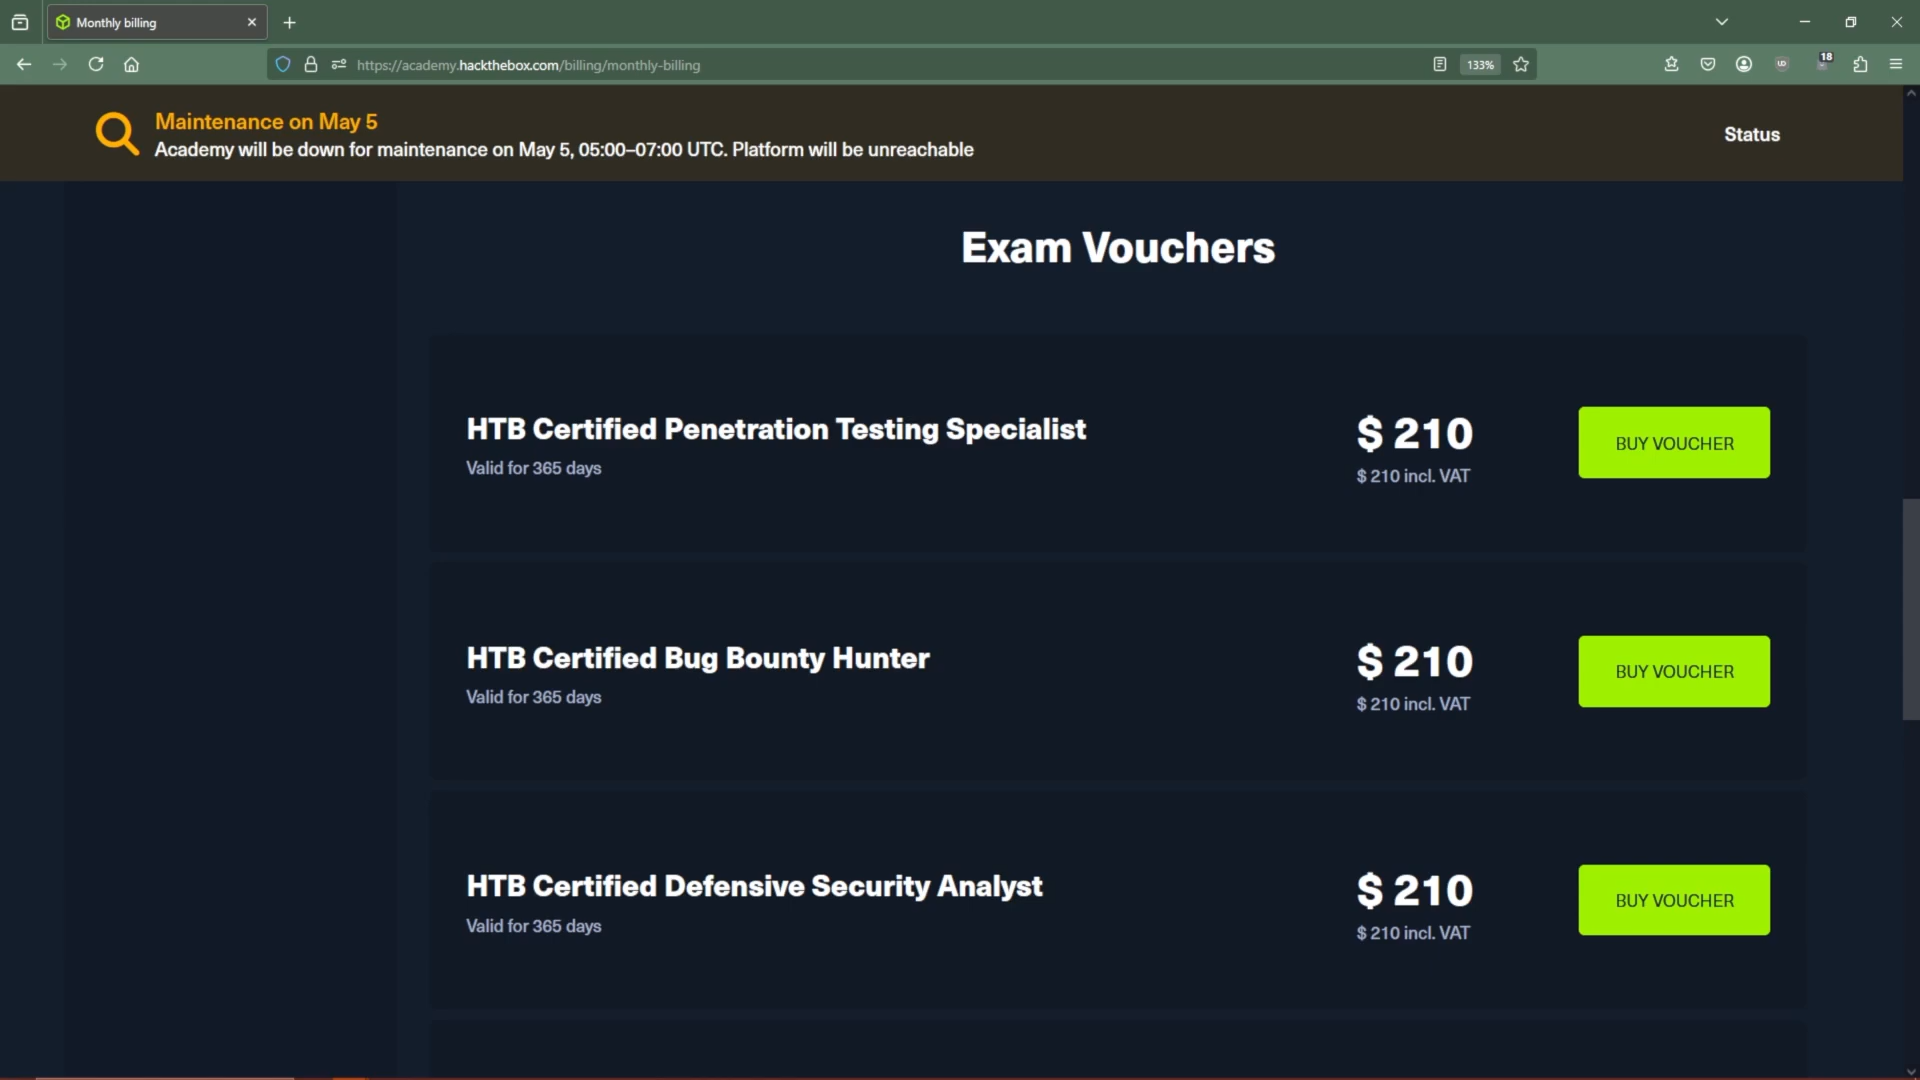 Monthly billing
https://academy.hackthebox.com/billing/monthly-billing
133%
18
Maintenance on May 5
Academy will be down for maintenance on May 5, 05:00–07:00 UTC. Platform will be unreachable
Status
Exam Vouchers
HTB Certified Penetration Testing Specialist
Valid for 365 days
$ 210
$ 210 incl. VAT
BUY VOUCHER
HTB Certified Bug Bounty Hunter
Valid for 365 days
$ 210
$ 210 incl. VAT
BUY VOUCHER
HTB Certified Defensive Security Analyst
Valid for 365 days
$ 210
$ 210 incl. VAT
BUY VOUCHER